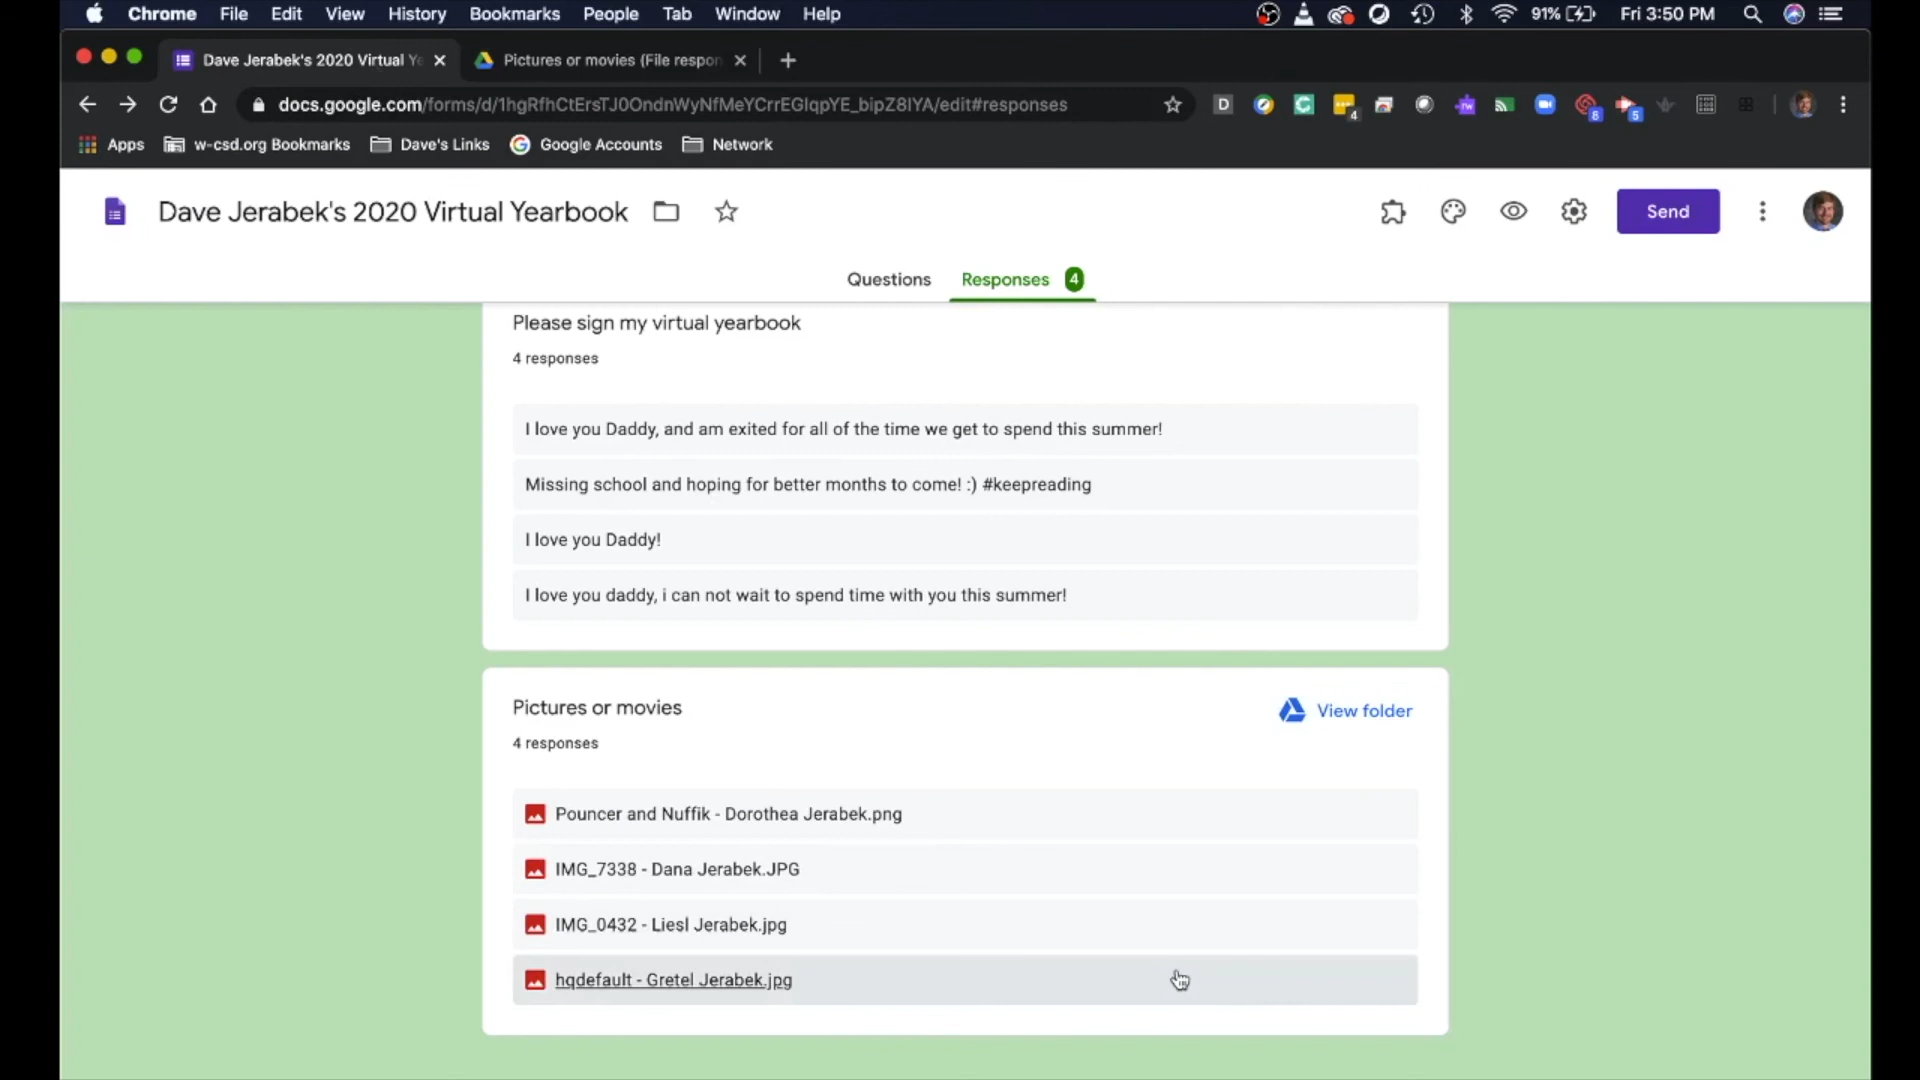 Chrome File Edit View History Bookmarks People Tab Window Help 91% Fri 3:50 PM
Dave Jerabek's 2020 Virtual Ye Pictures or movies (File respon
docs.google.com/forms/d/1hgRfhCtErsTJ0OndnWyNfMeYCrrEGlqpYE_bipZ8lYA/edit#responses D C 4 rw 8 5
Apps w-csd.org Bookmarks Dave's Links Google Accounts Network
Dave Jerabek's 2020 Virtual Yearbook Send
Questions Responses 4
Please sign my virtual yearbook
4 responses
I love you Daddy, and am exited for all of the time we get to spend this summer!
Missing school and hoping for better months to come! :) #keepreading
I love you Daddy!
I love you daddy, i can not wait to spend time with you this summer!
Pictures or movies View folder
4 responses
Pouncer and Nuffik - Dorothea Jerabek.png
IMG_7338 - Dana Jerabek.JPG
IMG_0432 - Liesl Jerabek.jpg
hqdefault - Gretel Jerabek.jpg